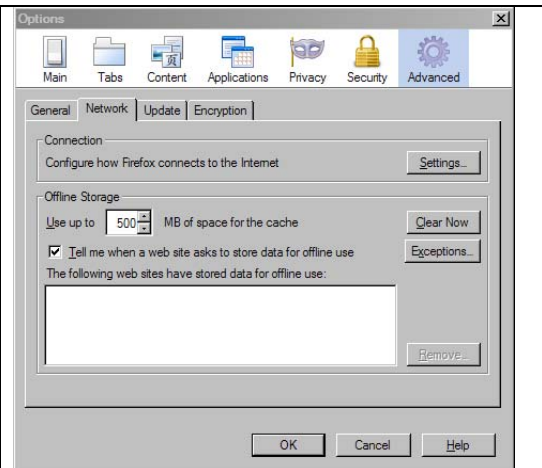 Options
Main Tabs Content Applications Privacy Security Advanced
General Network Update Encryption
Connection
Configure how Firefox connects to the Internet Settings...
Offline Storage
Use up to 500 MB of space for the cache Clear Now
Tell me when a web site asks to store data for offline use Exceptions...
The following web sites have stored data for offline use:
Remove...
OK Cancel Help